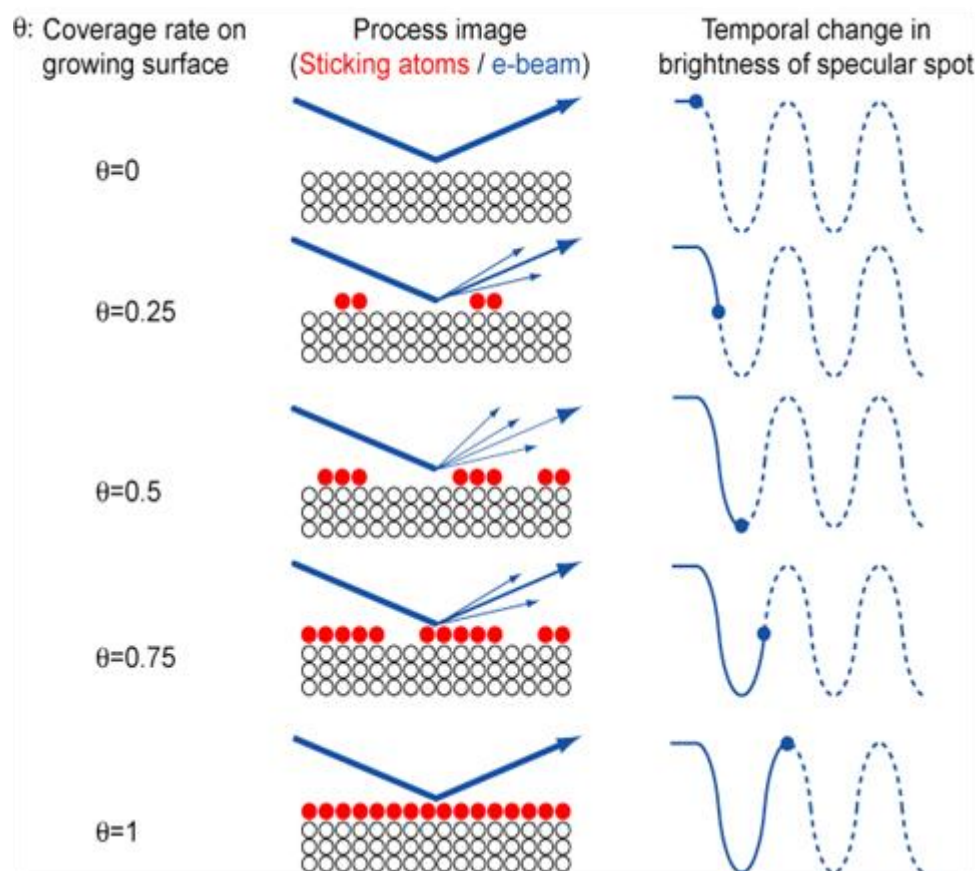 θ: Coverage rate on
growing surface
Process image
(Sticking atoms / e-beam)
Temporal change in
brightness of specular spot
θ=0
θ=0.25
θ=0.5
θ=0.75
θ=1